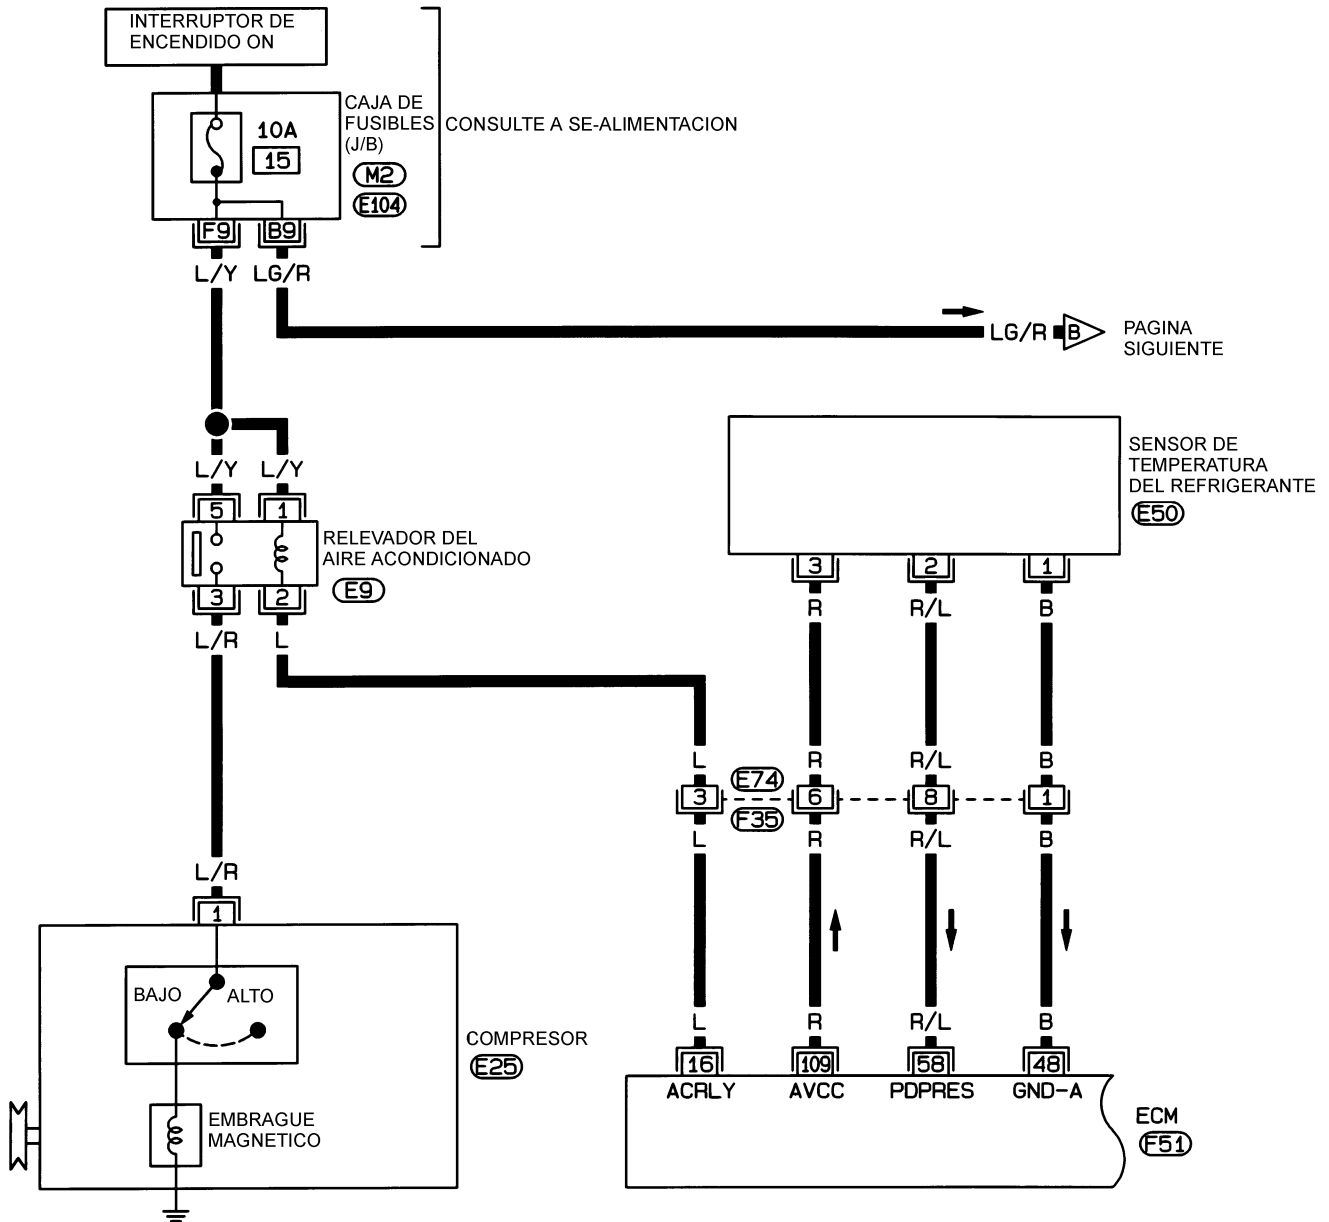 INTERRUPTOR DE
ENCENDIDO ON
10A
15
CAJA DE
FUSIBLES
(J/B)
M2
E104
CONSULTE A SE-ALIMENTACION
F9
B9
L/Y
LG/R
LG/R
B
PAGINA
SIGUIENTE
L/Y
L/Y
5
1
RELEVADOR DEL
AIRE ACONDICIONADO
E9
3
2
L/R
L
SENSOR DE
TEMPERATURA
DEL REFRIGERANTE
E50
3
2
1
R
R/L
B
L
R
R/L
B
E74
3
6
8
1
F35
L
R
R/L
B
L/R
1
BAJO
ALTO
COMPRESOR
E25
EMBRAGUE
MAGNETICO
L
R
R/L
B
16
109
58
48
ACRLY
AVCC
PDPRES
GND-A
ECM
F51